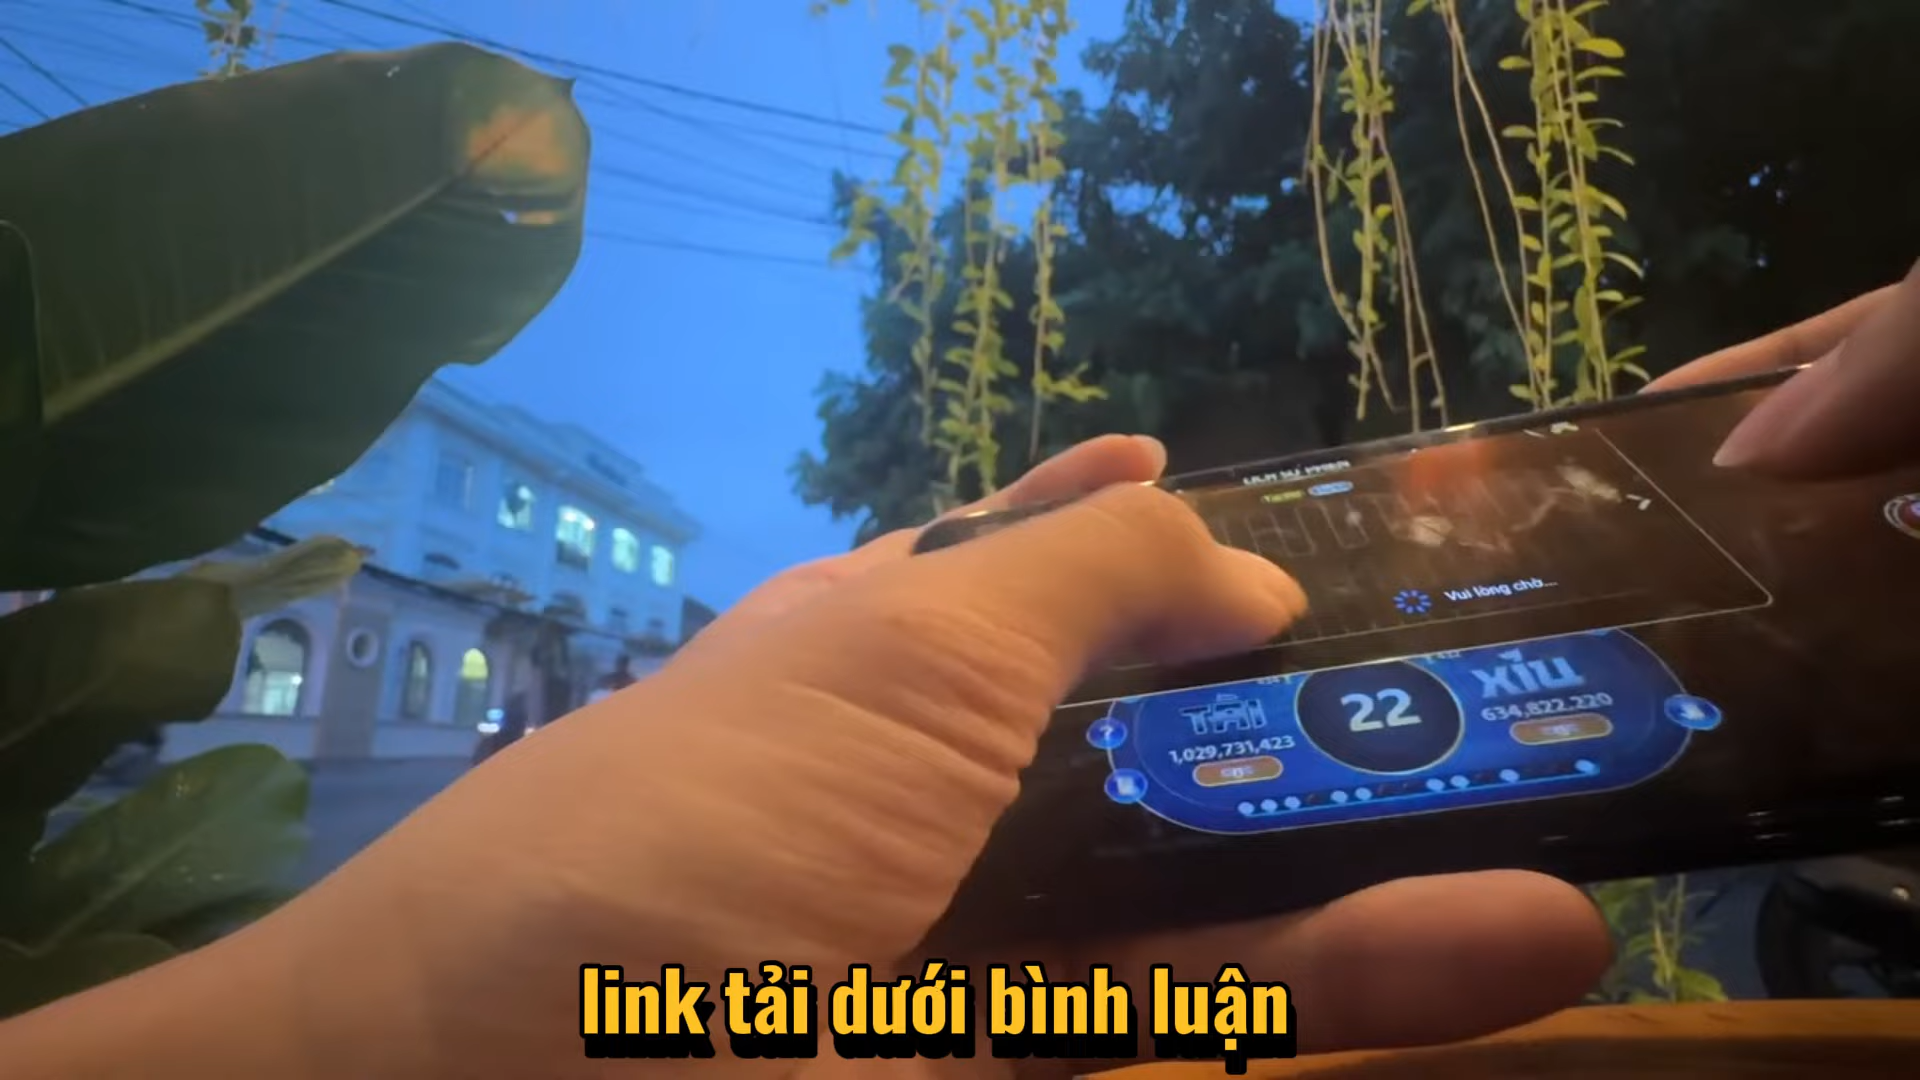 Vui lòng chờ...
TÀI
22
XỈU
1,029,731,423
634,822,220
?
link tải dưới bình luận